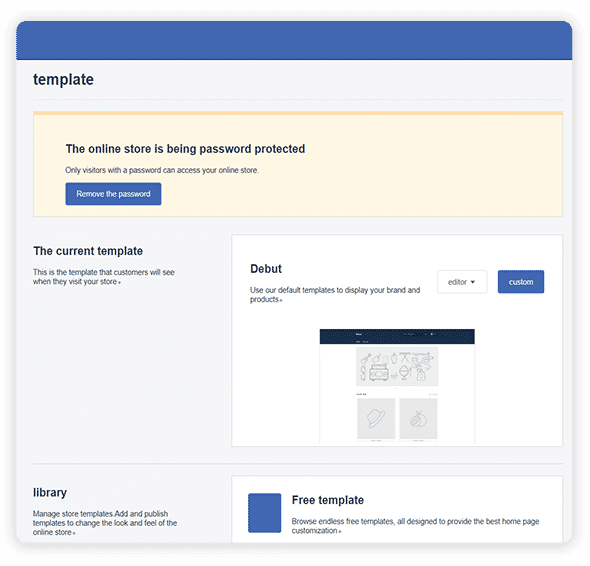 template
The online store is being password protected
Only visitors with a password can access your online store.
Remove the password
The current template
This is the template that customers will see
when they visit your store。
Debut
Use our default templates to display your brand and
products。
editor
custom
library
Manage store templates.Add and publish
templates to change the look and feel of the
online store。
Free template
Browse endless free templates, all designed to provide the best home page
customization。